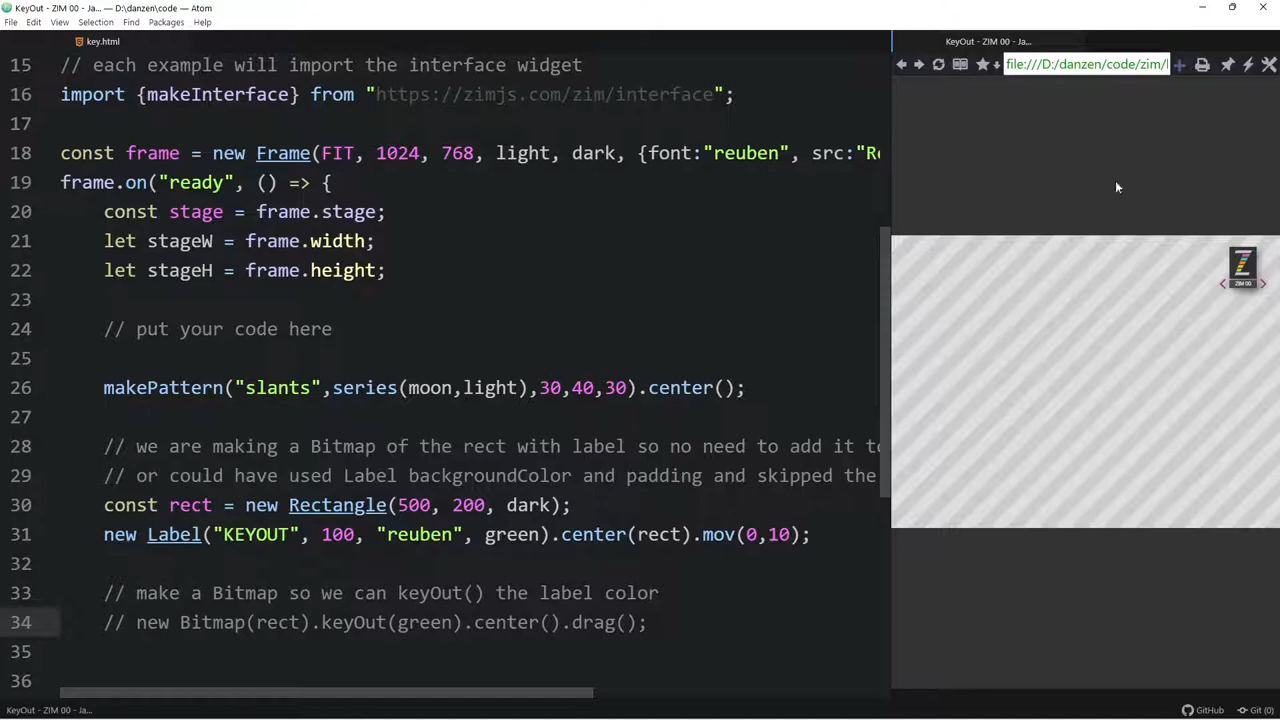 KeyOut - ZIM 00 - Ja... — D:\danzen\code — Atom
File Edit View Selection Find Packages Help
key.html
KeyOut - ZIM 00 - Ja...
file:///D:/danzen/code/zim/l
15 // each example will import the interface widget
16 import {makeInterface} from "https://zimjs.com/zim/interface";
17
18 const frame = new Frame(FIT, 1024, 768, light, dark, {font:"reuben", src:"Re
19 frame.on("ready", () => {
20 const stage = frame.stage;
21 let stageW = frame.width;
22 let stageH = frame.height;
23
24 // put your code here
25
26 makePattern("slants",series(moon,light),30,40,30).center();
27
28 // we are making a Bitmap of the rect with label so no need to add it to
29 // or could have used Label backgroundColor and padding and skipped the
30 const rect = new Rectangle(500, 200, dark);
31 new Label("KEYOUT", 100, "reuben", green).center(rect).mov(0,10);
32
33 // make a Bitmap so we can keyOut() the label color
34 // new Bitmap(rect).keyOut(green).center().drag();
35
36
Z
ZIM 00
KeyOut - ZIM 00 - Ja...
GitHub
Git (0)